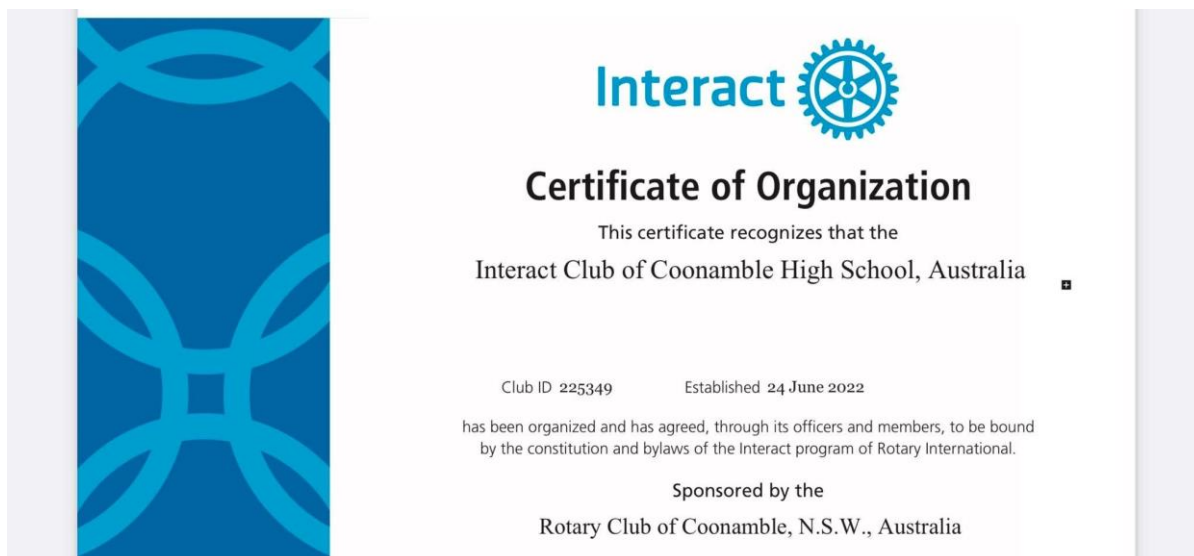 Interact
Certificate of Organization
This certificate recognizes that the
Interact Club of Coonamble High School, Australia
Club ID 225349 Established 24 June 2022
has been organized and has agreed, through its officers and members, to be bound
by the constitution and bylaws of the Interact program of Rotary International.
Sponsored by the
Rotary Club of Coonamble, N.S.W., Australia